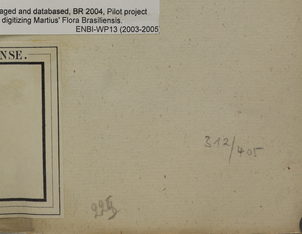 aged and databased, BR 2004, Pilot project
digitizing Martius' Flora Brasiliensis.
ENBI-WP13 (2003-2005
NSE.
312/405